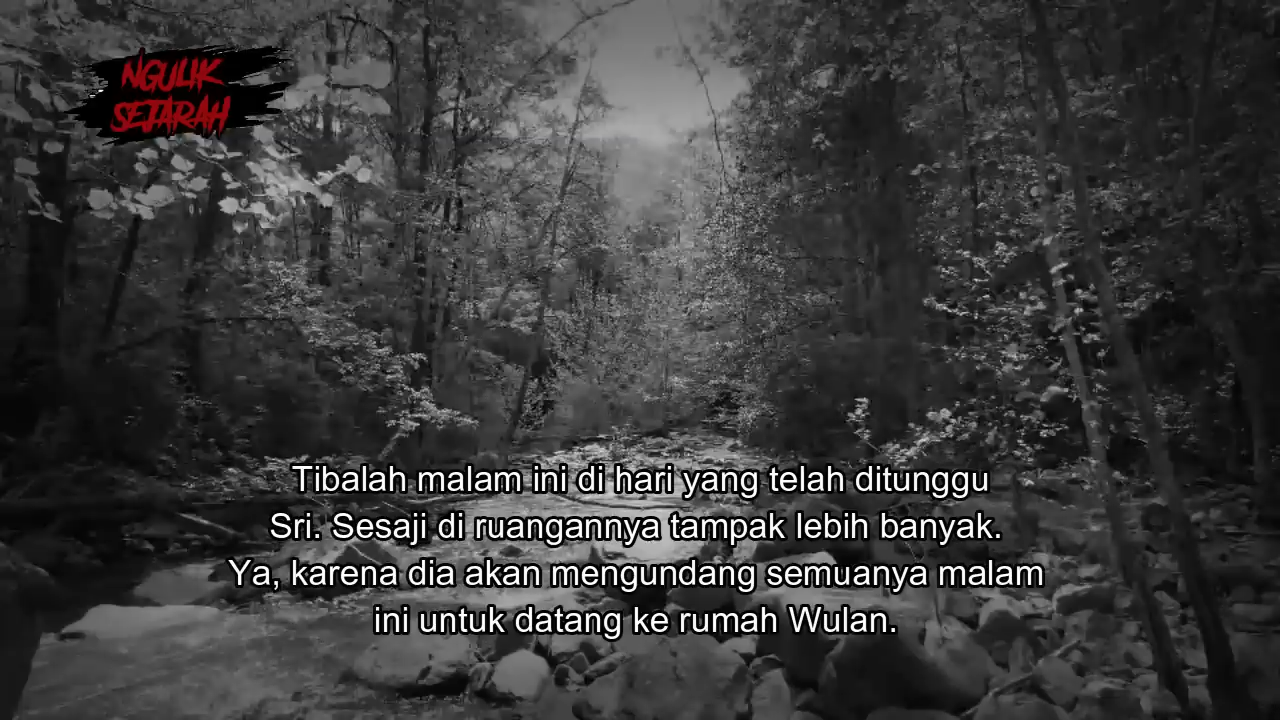 NGULIK
SEJARAH
Tibalah malam ini di hari yang telah ditunggu
Sri. Sesaji di ruangannya tampak lebih banyak.
Ya, karena dia akan mengundang semuanya malam
ini untuk datang ke rumah Wulan.